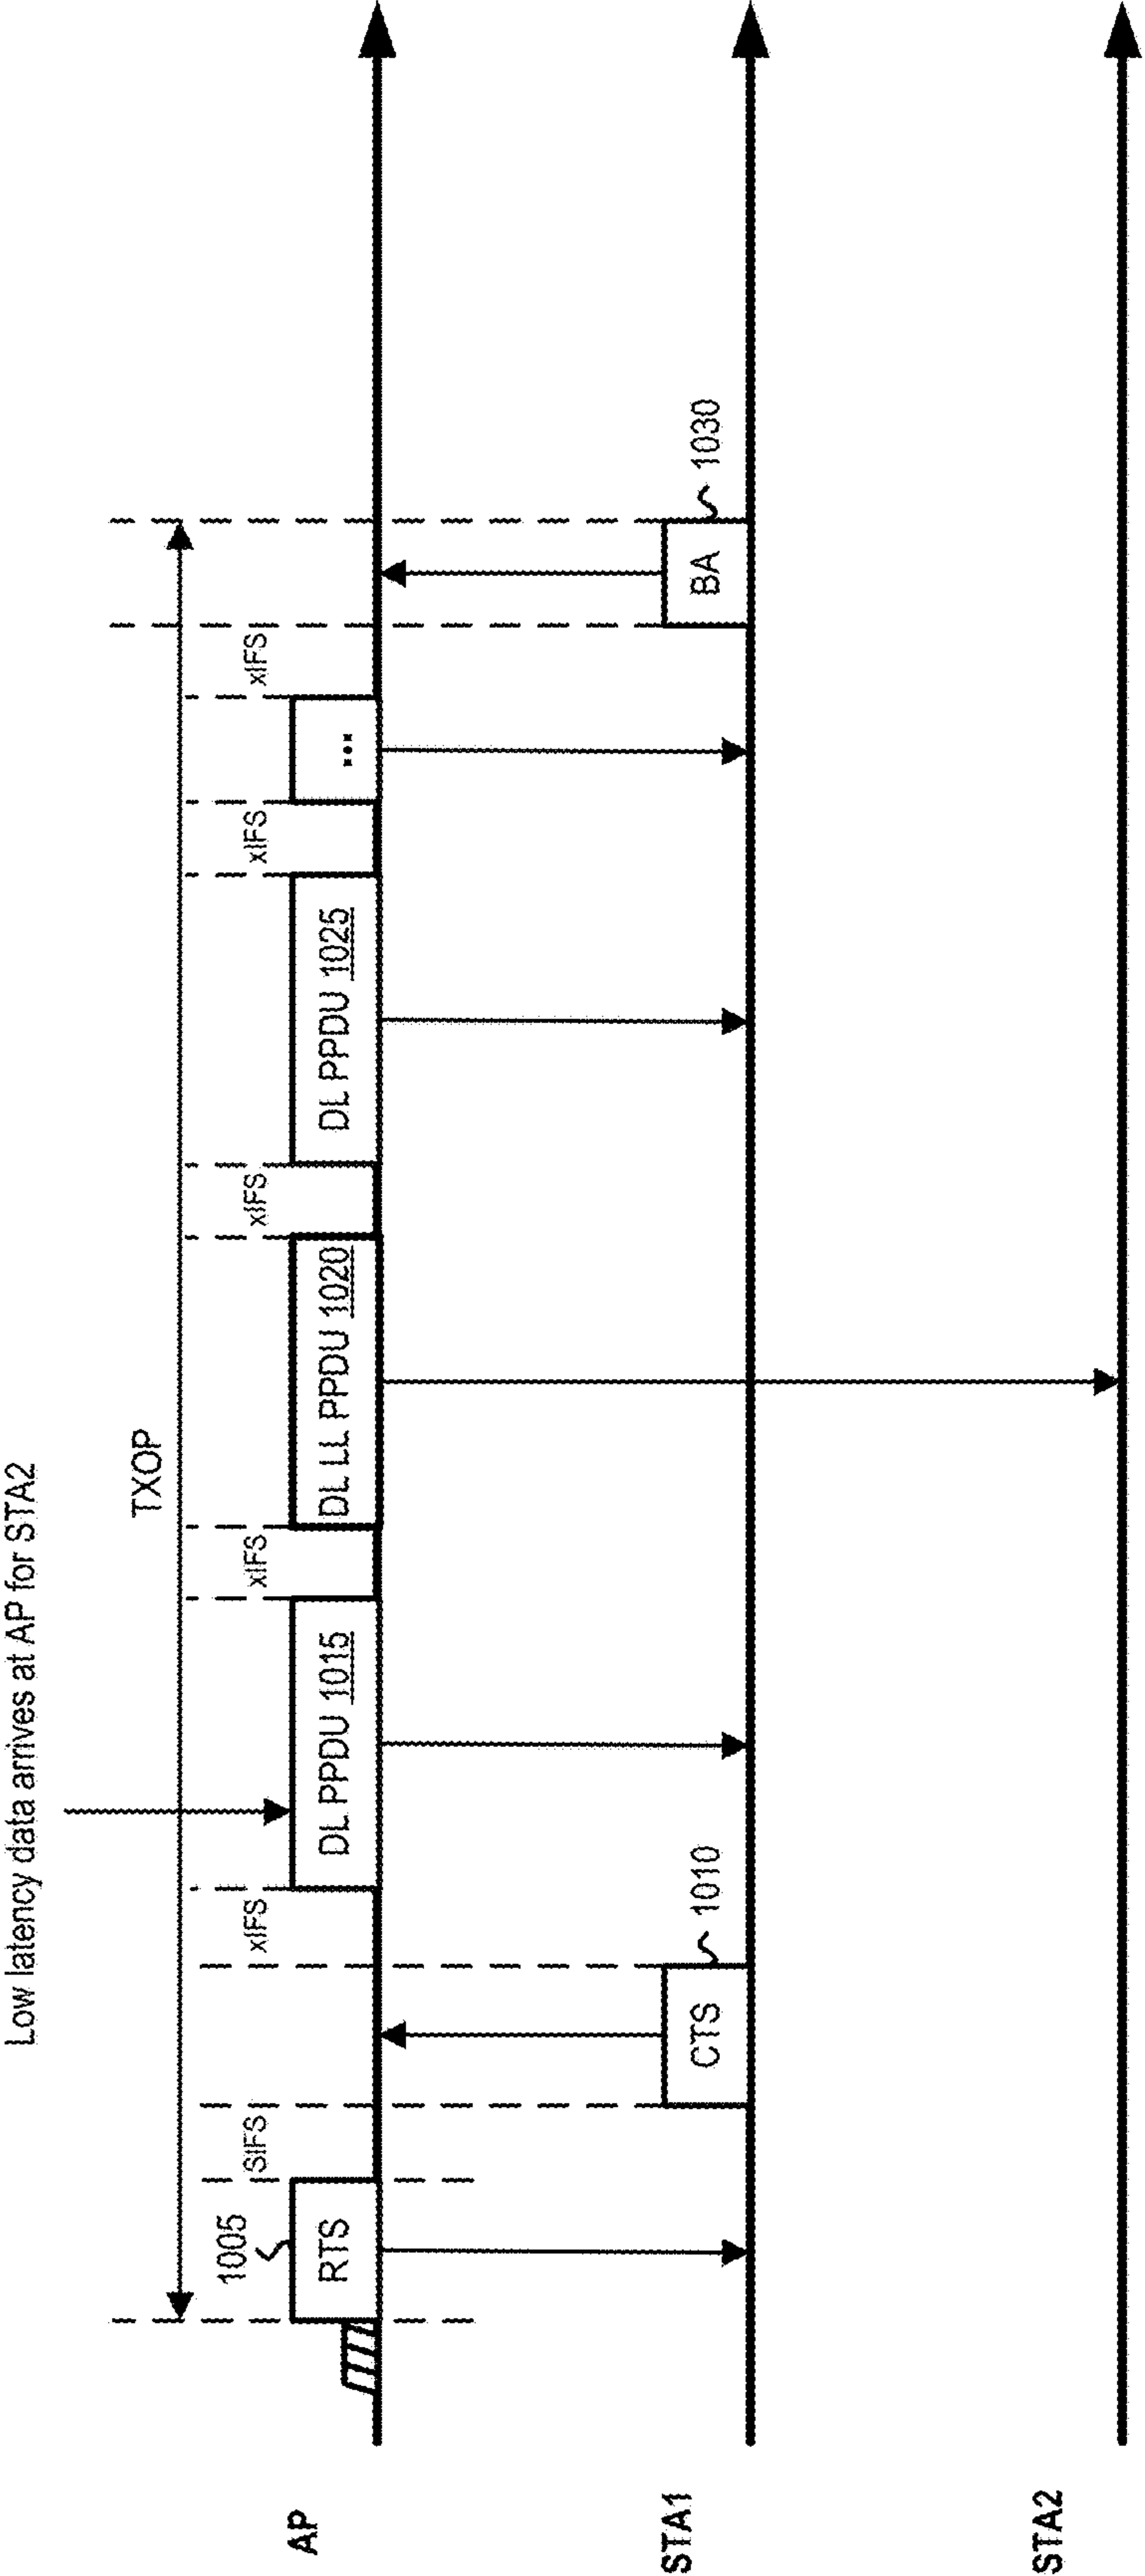 Low latency data arrives at AP for STA2
TXOP
1005
SIFS
xIFS
xIFS
xIFS
xIFS
xIFS
AP
RTS
DL PPDU 1015
DL LL PPDU 1020
DL PPDU 1025
...
STA1
CTS
1010
BA
1030
STA2